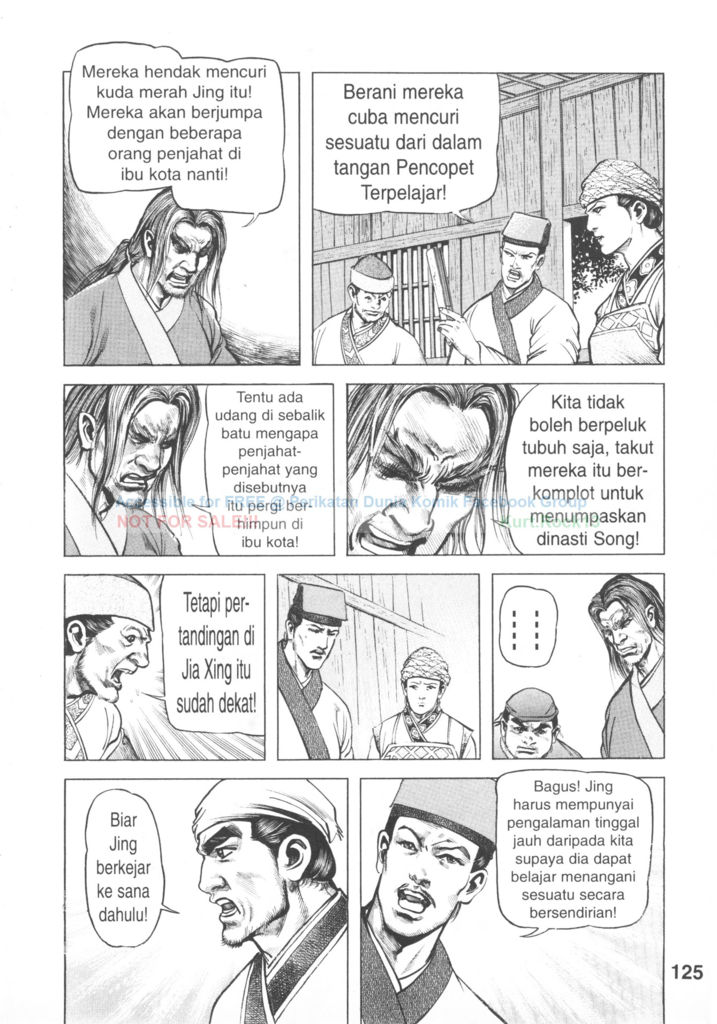 Mereka hendak mencuri
kuda merah Jing itu!
Mereka akan berjumpa
dengan beberapa
orang penjahat di
ibu kota nanti!
Berani mereka
cuba mencuri
sesuatu dari dalam
tangan Pencopet
Terpelajar!
Tentu ada
udang di sebalik
batu mengapa
penjahat-
penjahat yang
disebutnya
itu pergi ber-
himpun di
ibu kota!
Kita tidak
boleh berpeluk
tubuh saja, takut
mereka itu ber-
komplot untuk
menumpaskan
dinasti Song!
Accessible for FREE @ Perikatan Dunia Komik Facebook Group
NOT FOR SALE!!!
Tetapi per-
tandingan di
Jia Xing itu
sudah dekat!
Biar
Jing
berkejar
ke sana
dahulu!
Bagus! Jing
harus mempunyai
pengalaman tinggal
jauh daripada kita
supaya dia dapat
belajar menangani
sesuatu secara
bersendirian!
125